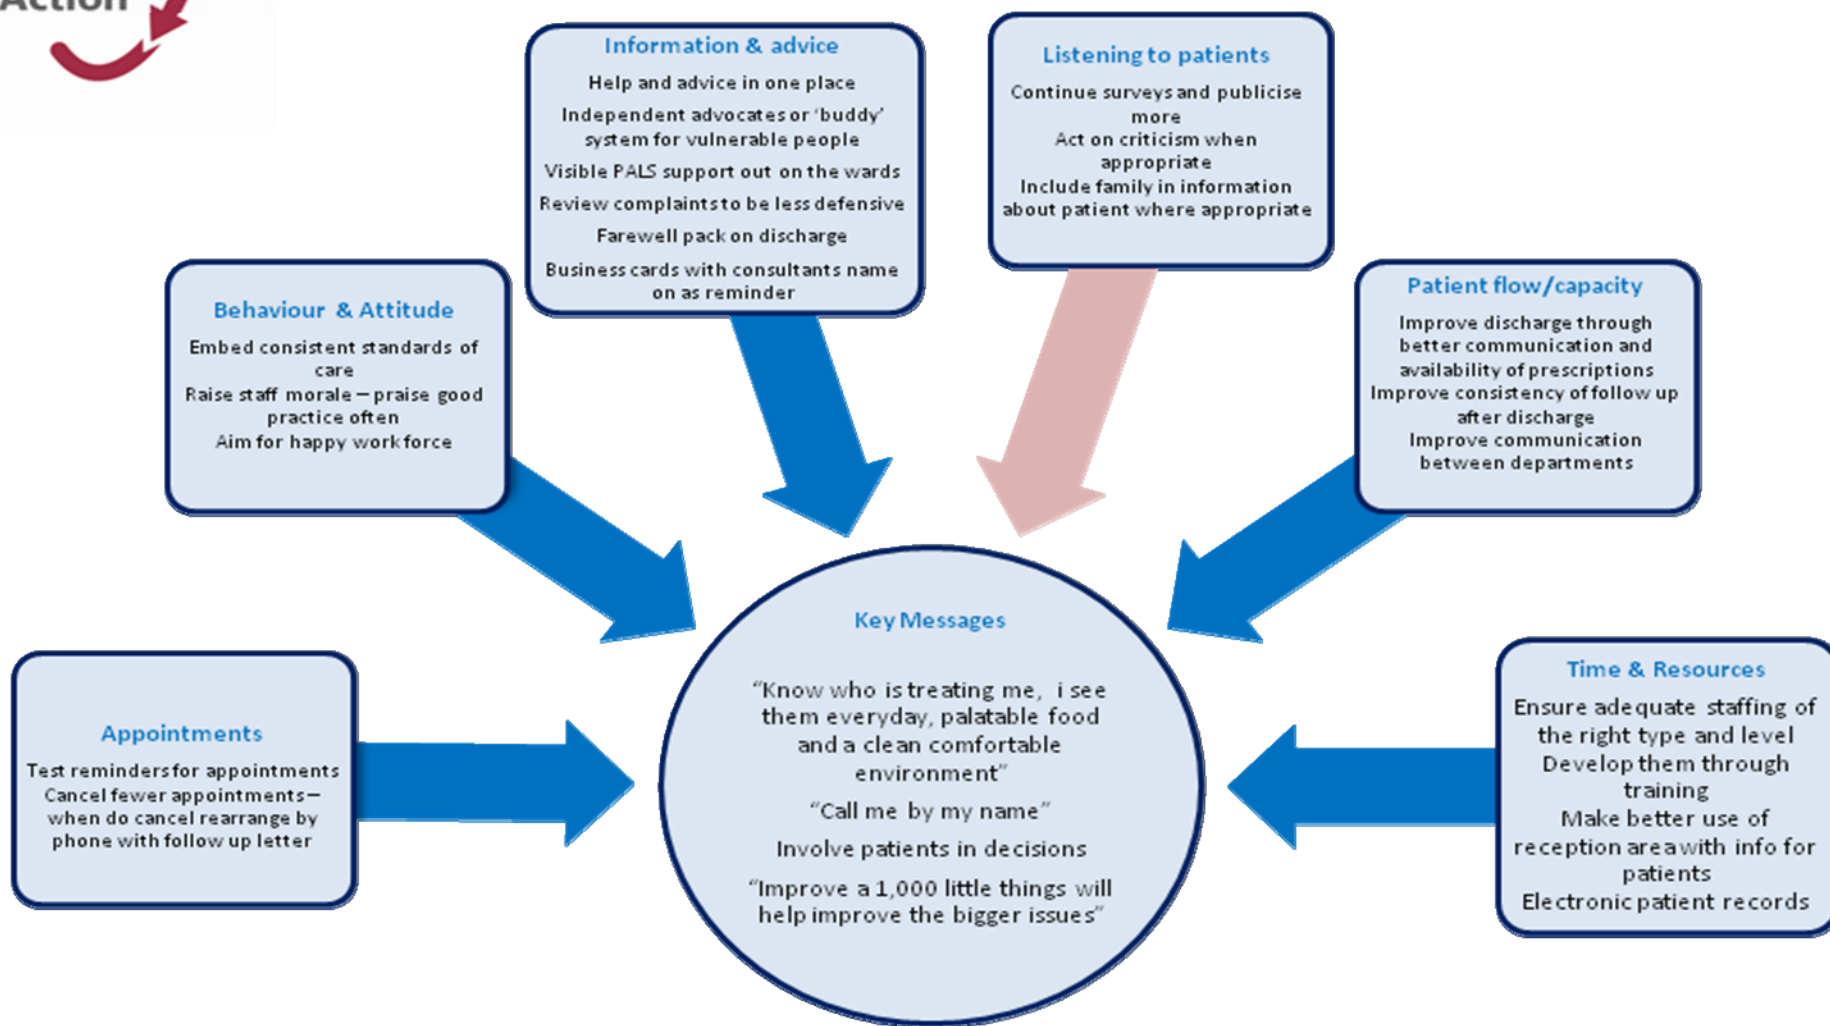 Action
Information & advice
Help and advice in one place
Independent advocates or ‘buddy’
system for vulnerable people
Visible PALS support out on the wards
Review complaints to be less defensive
Farewell pack on discharge
Business cards with consultants name
on as reminder
Listening to patients
Continue surveys and publicise
more
Act on criticism when
appropriate
Include family in information
about patient where appropriate
Behaviour & Attitude
Embed consistent standards of
care
Raise staff morale – praise good
practice often
Aim for happy workforce
Patient flow/capacity
Improve discharge through
better communication and
availability of prescriptions
Improve consistency of follow up
after discharge
Improve communication
between departments
Appointments
Test reminders for appointments
Cancel fewer appointments –
when do cancel rearrange by
phone with follow up letter
Key Messages
“Know who is treating me, i see
them everyday, palatable food
and a clean comfortable
environment”
“Call me by my name”
Involve patients in decisions
“Improve a 1,000 little things will
help improve the bigger issues”
Time & Resources
Ensure adequate staffing of
the right type and level
Develop them through
training
Make better use of
reception area with info for
patients
Electronic patient records